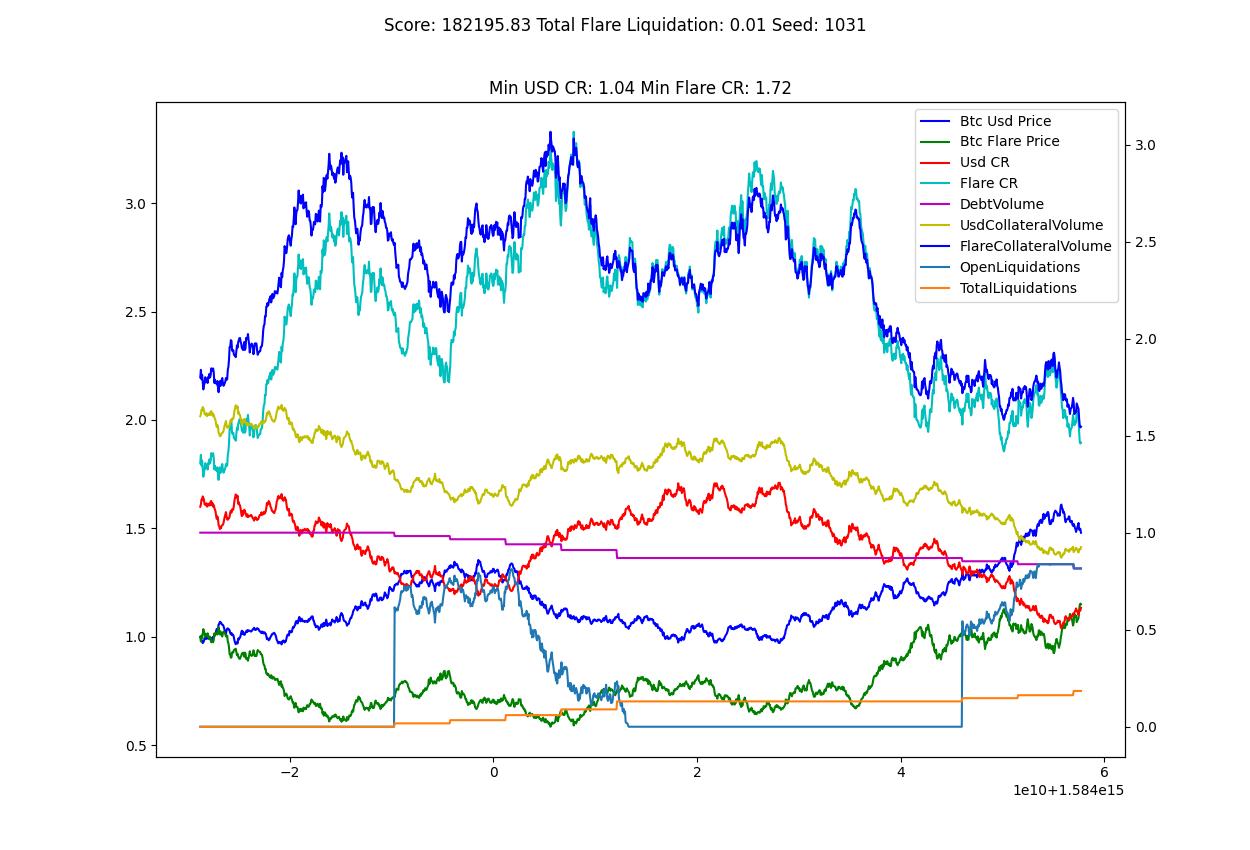 Score: 182195.83 Total Flare Liquidation: 0.01 Seed: 1031
Min USD CR: 1.04 Min Flare CR: 1.72
Btc Usd Price
Btc Flare Price
Usd CR
Flare CR
DebtVolume
UsdCollateralVolume
FlareCollateralVolume
OpenLiquidations
TotalLiquidations
3.0
2.5
2.0
1.5
1.0
0.5
3.0
2.5
2.0
1.5
1.0
0.5
0.0
−2 0 2 4 6
1e10+1.584e15